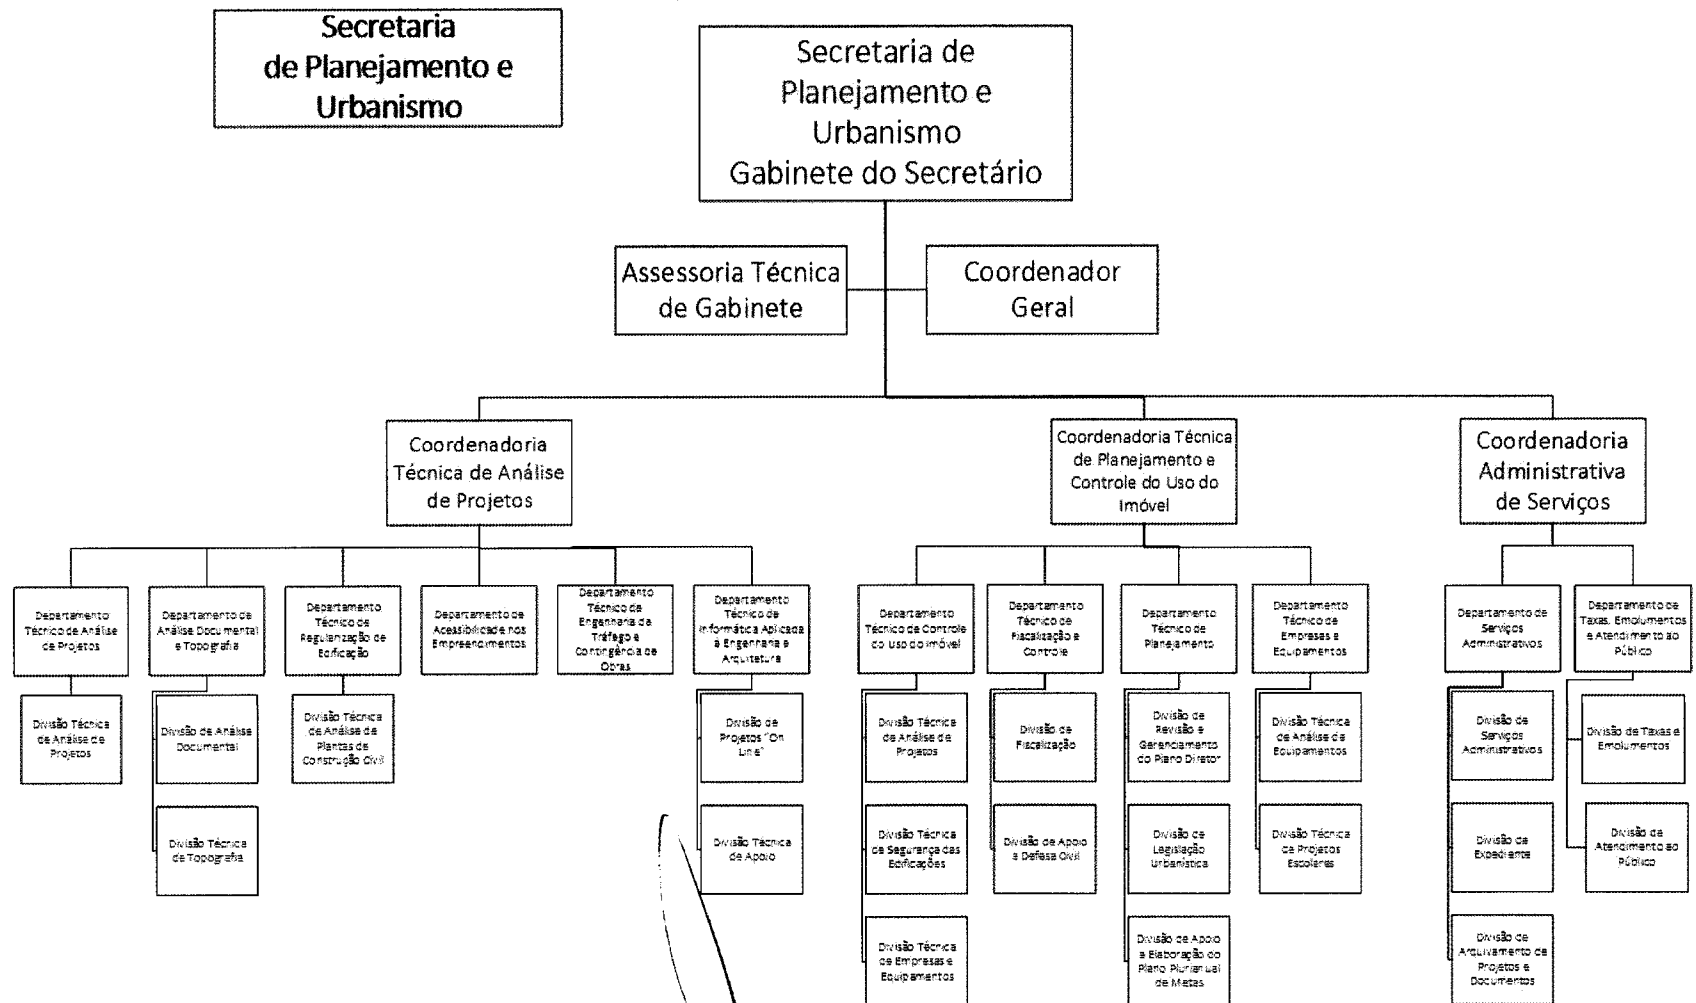 Secretaria
de Planejamento e
Urbanismo
Secretaria de
Planejamento e
Urbanismo
Gabinete do Secretário
Assessoria Técnica
de Gabinete
Coordenador
Geral
Coordenadoria
Técnica de Análise
de Projetos
Coordenadoria Técnica
de Planejamento e
Controle do Uso do
Imóvel
Coordenadoria
Administrativa
de Serviços
Departamento
Técnico de Análise
de Projetos
Departamento de
Análise Documental
e Topografia
Departamento
Técnico de
Regularização de
Edificação
Departamento de
Acessibilidade nos
Empreendimentos
Departamento
Técnico de
Engenharia de
Tráfego e
Contingência de
Obras
Departamento
Técnico de
Informática Aplicada
à Engenharia e
Arquitetura
Departamento
Técnico de Controle
do Uso do Imóvel
Departamento
Técnico de
Fiscalização e
Controle
Departamento
Técnico de
Planejamento
Departamento
Técnico de
Empresas e
Equipamentos
Departamento de
Serviços
Administrativos
Departamento de
Taxas, Emolumentos
e Atendimento ao
Público
Divisão Técnica
de Análise de
Projetos
Divisão de Análise
Documental
Divisão Técnica
de Análise de
Plantas de
Construção Civil
Divisão de
Projetos "On
Line"
Divisão Técnica
de Análise de
Projetos
Divisão de
Fiscalização
Divisão de
Revisão e
Gerenciamento
do Plano Diretor
Divisão Técnica
de Análise de
Equipamentos
Divisão de
Serviços
Administrativos
Divisão de Taxas e
Emolumentos
Divisão Técnica
de Topografia
Divisão Técnica
de Apoio
Divisão Técnica
de Segurança das
Edificações
Divisão de Apoio
a Defesa Civil
Divisão de
Legislação
Urbanística
Divisão Técnica
de Projetos
Escolares
Divisão de
Expediente
Divisão de
Atendimento ao
Público
Divisão Técnica
de Empresas e
Equipamentos
Divisão de Apoio
a Elaboração do
Plano Plurianual
de Metas
Divisão de
Arquivamento de
Projetos e
Documentos